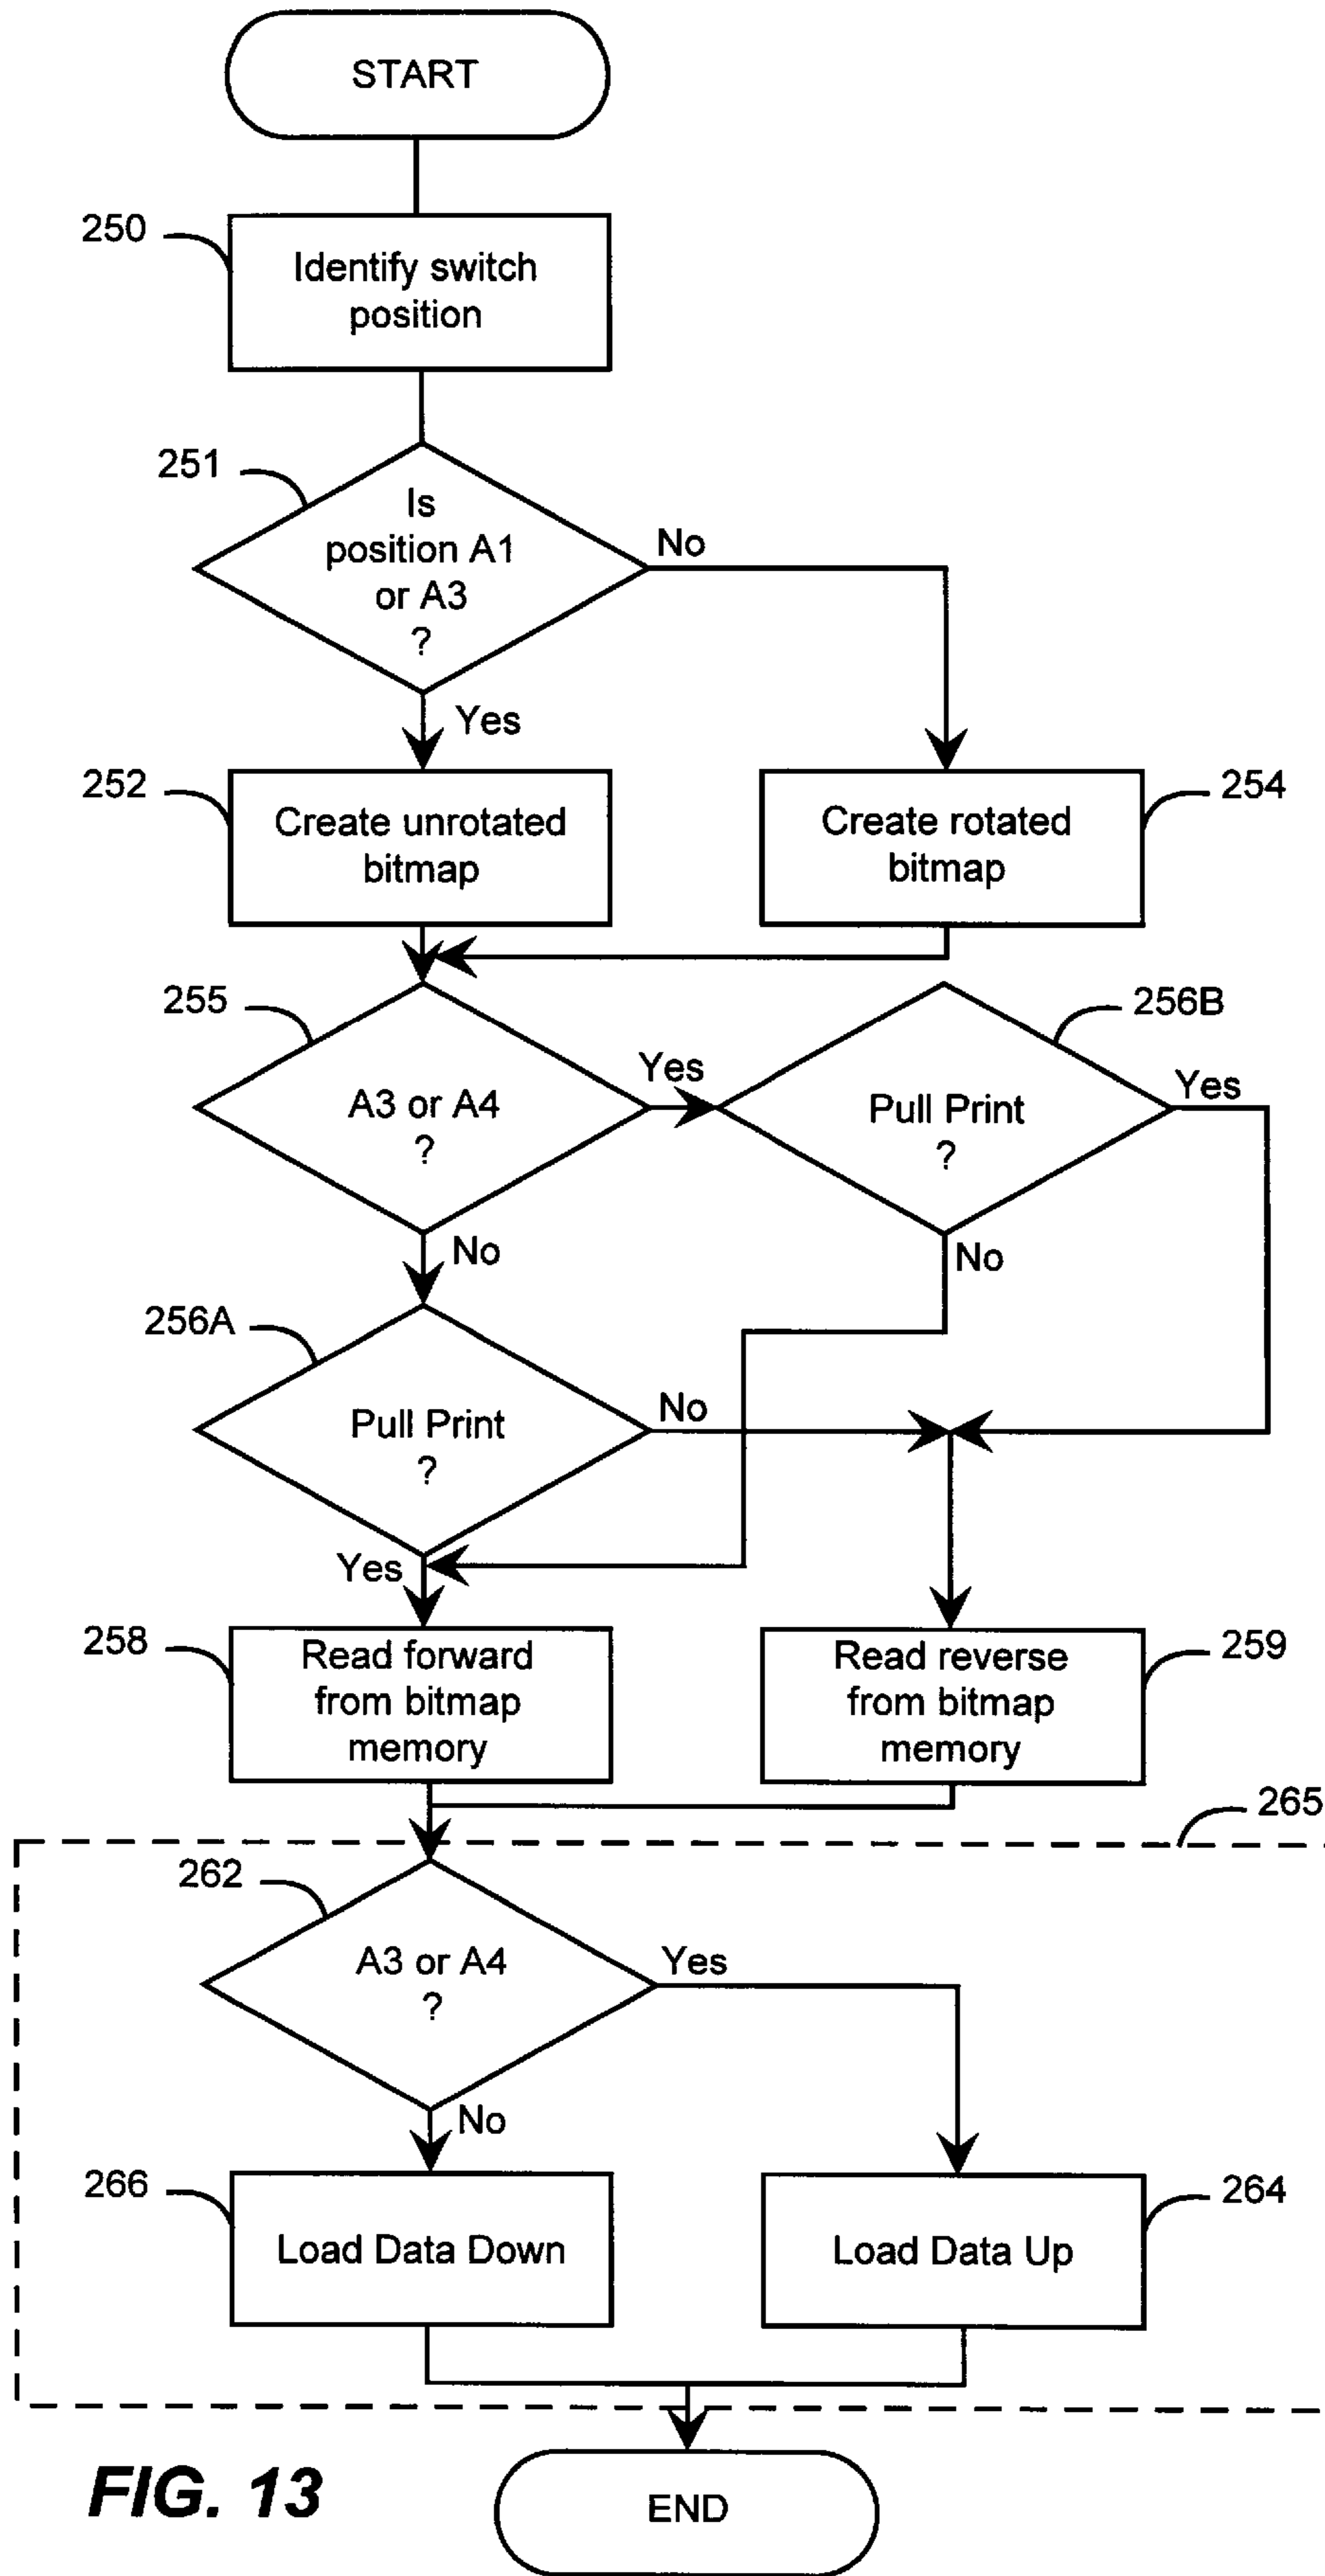 START
250
Identify switch
position
251
Is
position A1
or A3
?
No
Yes
252
Create unrotated
bitmap
Create rotated
bitmap
254
255
A3 or A4
?
Yes
256B
Pull Print
?
Yes
No
No
256A
Pull Print
?
No
Yes
258
Read forward
from bitmap
memory
Read reverse
from bitmap
memory
259
265
262
A3 or A4
?
Yes
No
266
Load Data Down
Load Data Up
264
FIG. 13
END